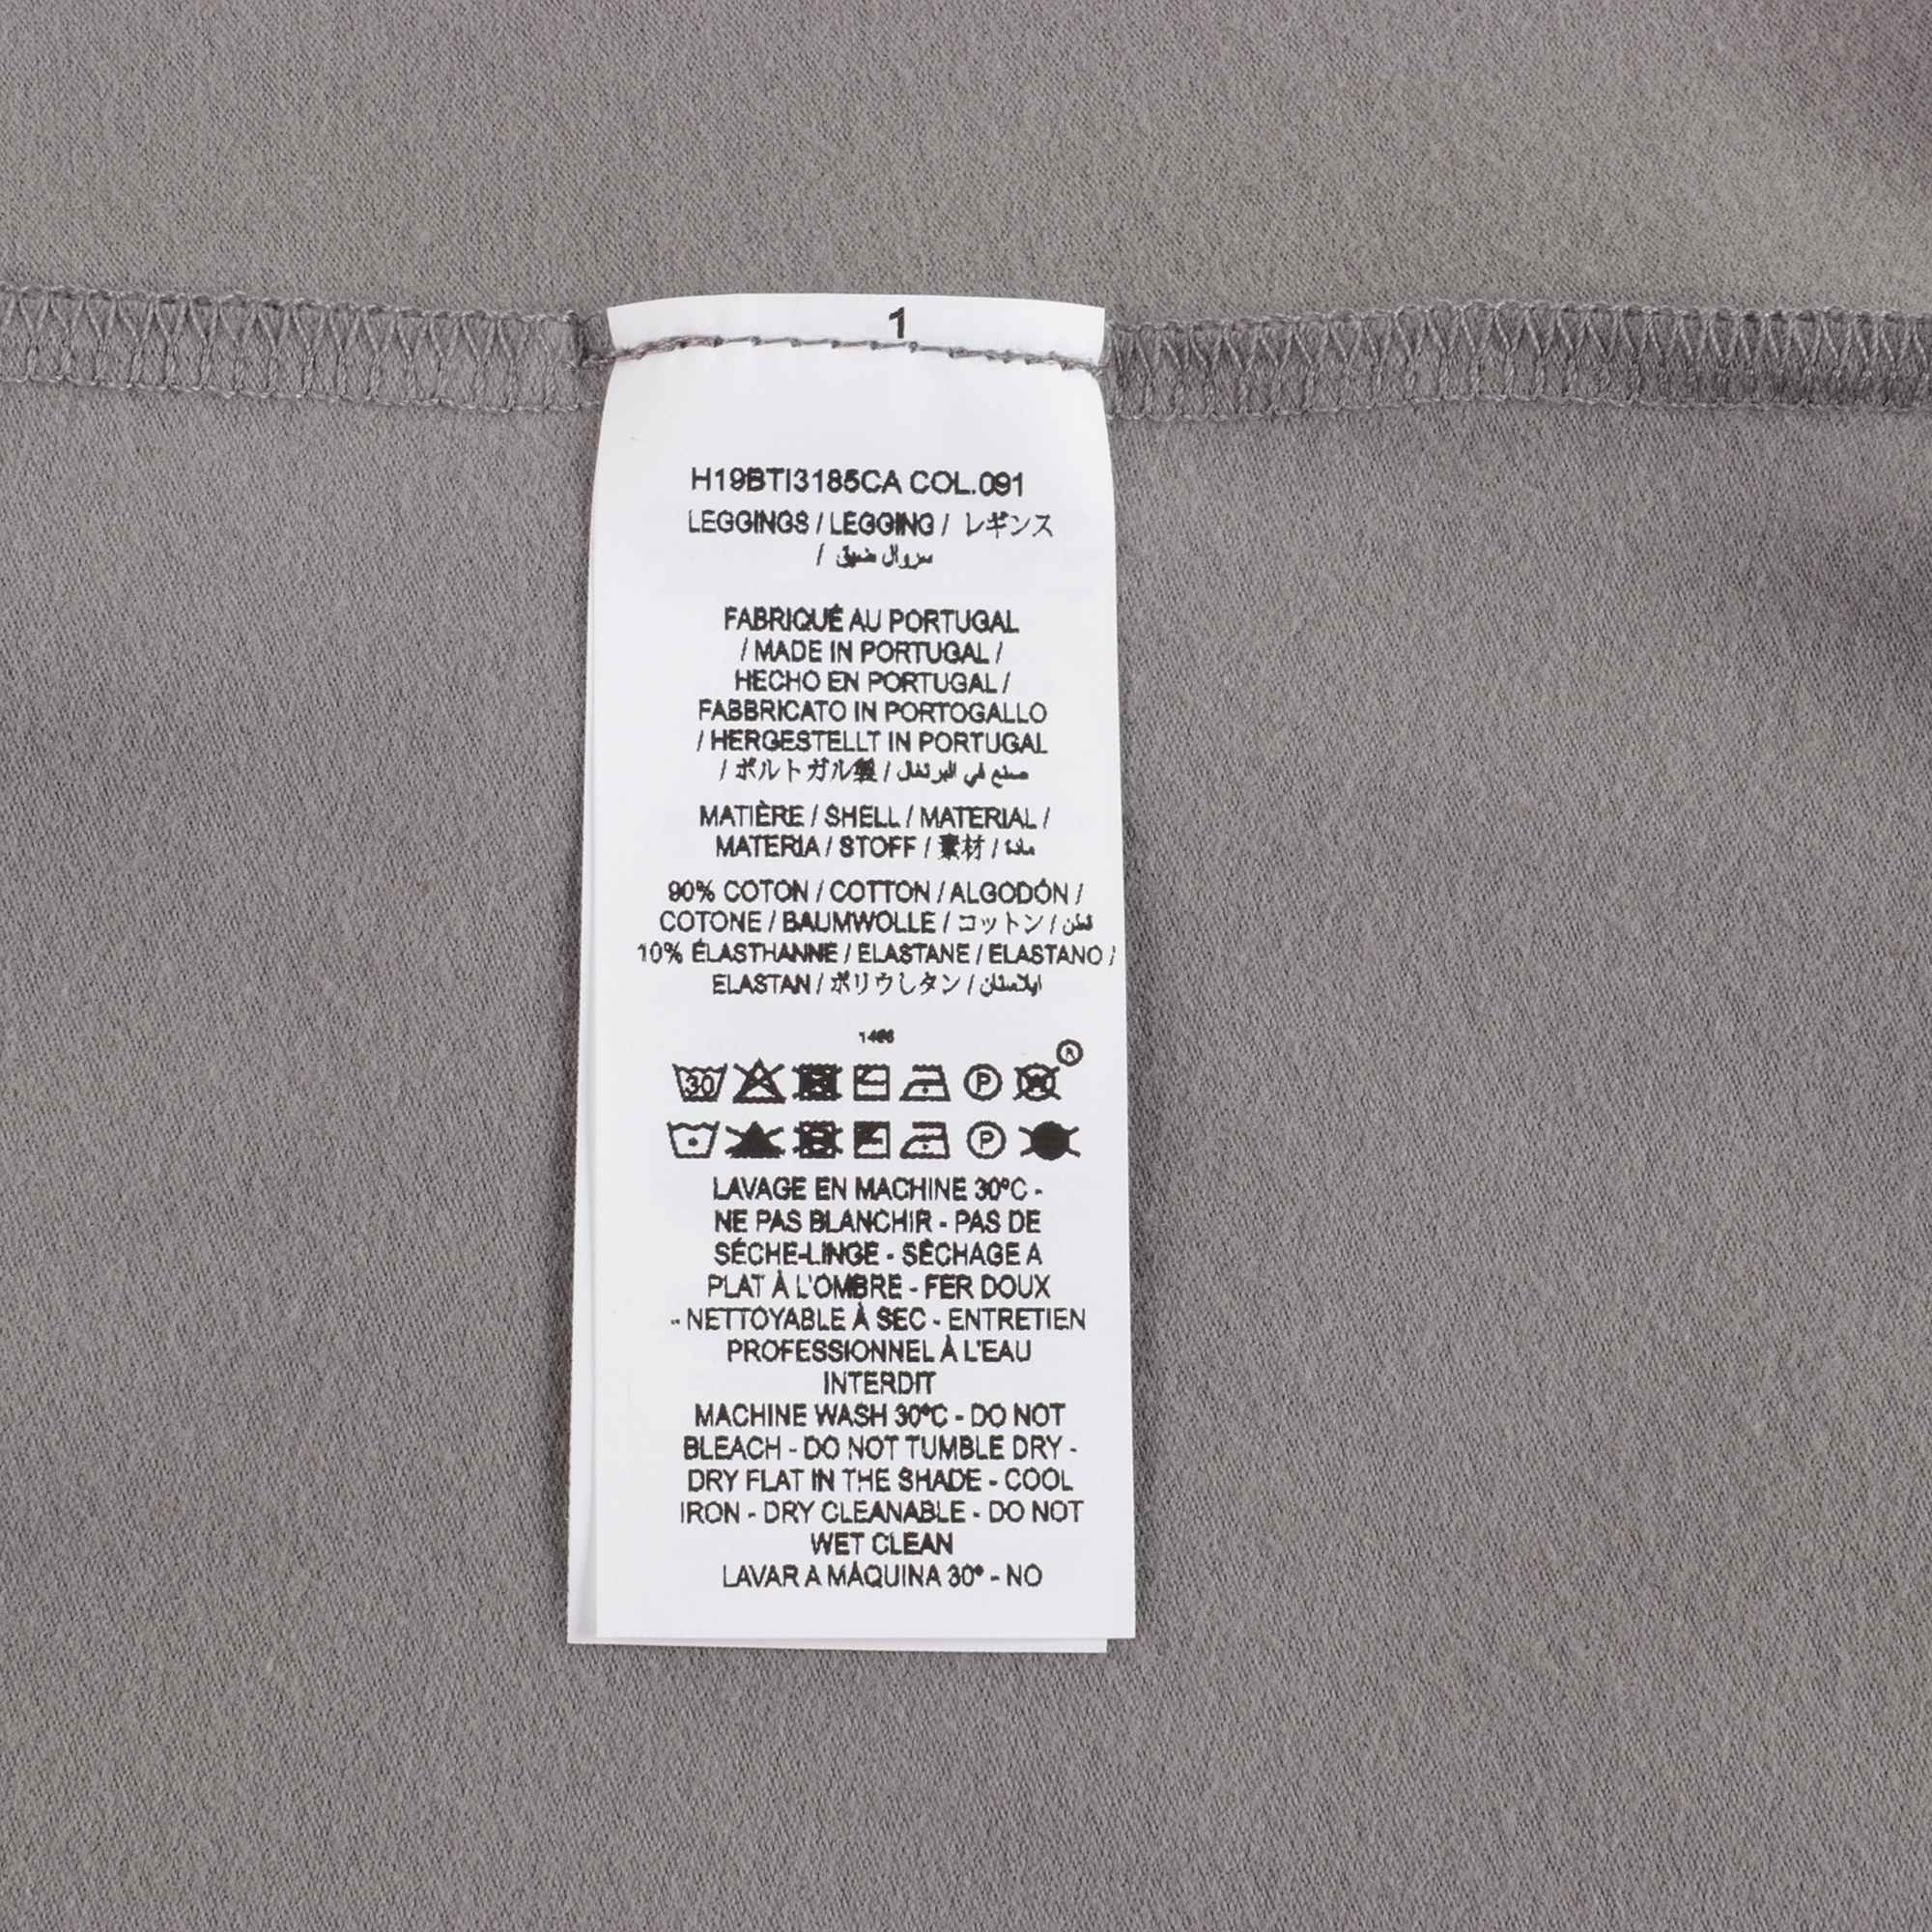 1
H19BTI3185CA COL.091
LEGGINGS / LEGGING / レギンス
/ سروال ضيق
FABRIQUÉ AU PORTUGAL
/ MADE IN PORTUGAL /
HECHO EN PORTUGAL /
FABBRICATO IN PORTOGALLO
/ HERGESTELLT IN PORTUGAL
/ ポルトガル製 / صنع في البرتغال
MATIÈRE / SHELL / MATERIAL /
MATERIA / STOFF / 素材 / مادة
90% COTON / COTTON / ALGODÓN /
COTONE / BAUMWOLLE / コットン / قطن
10% ÉLASTHANNE / ELASTANE / ELASTANO /
ELASTAN / ポリウレタン / ايلاستان
30 P W ®
P
LAVAGE EN MACHINE 30°C -
NE PAS BLANCHIR - PAS DE
SÉCHE-LINGE - SÉCHAGE A
PLAT À L'OMBRE - FER DOUX
- NETTOYABLE À SEC - ENTRETIEN
PROFESSIONNEL À L'EAU
INTERDIT
MACHINE WASH 30°C - DO NOT
BLEACH - DO NOT TUMBLE DRY -
DRY FLAT IN THE SHADE - COOL
IRON - DRY CLEANABLE - DO NOT
WET CLEAN
LAVAR A MÁQUINA 30° - NO